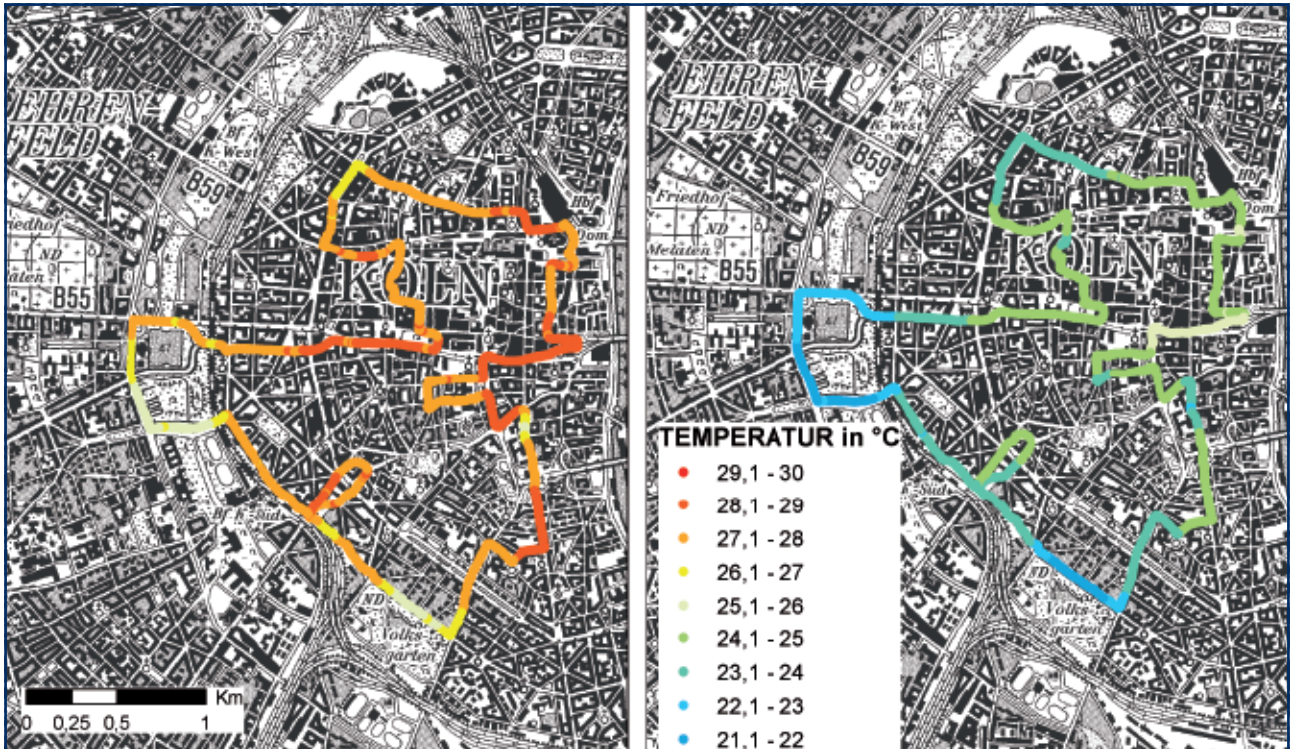 EHREN-
FELD
Bf
West
B59
Friedhof
ND
B55
KÖLN
Hbf
Dom
Süd
ND
Volks-
garten
Km
0 0,25 0,5 1
EHREN-
FELD
Bf
West
B59
Friedhof
ND
Melaten
B55
KÖLN
Hbf
Dom
Süd
ND
Volks-
garten
TEMPERATUR in °C
29,1 - 30
28,1 - 29
27,1 - 28
26,1 - 27
25,1 - 26
24,1 - 25
23,1 - 24
22,1 - 23
21,1 - 22